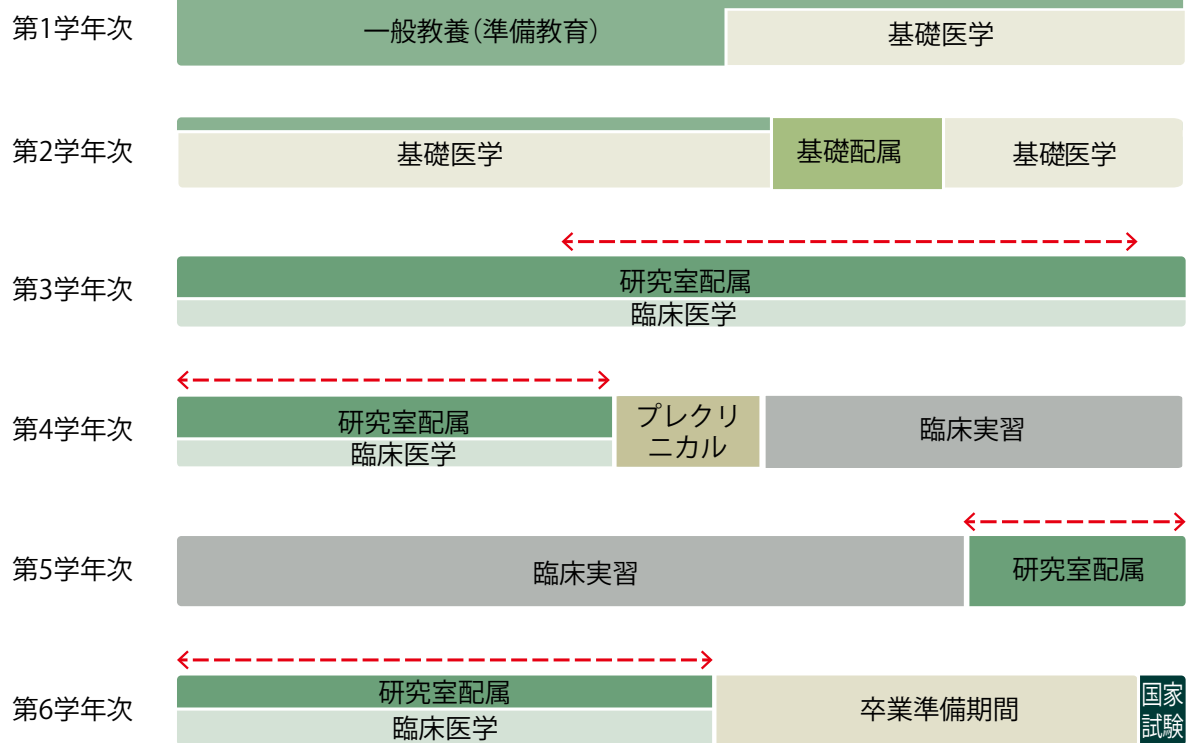 第1学年次
一般教養（準備教育）
基礎医学
第2学年次
基礎医学
基礎配属
基礎医学
第3学年次
研究室配属
臨床医学
第4学年次
研究室配属
臨床医学
プレクリ
ニカル
臨床実習
第5学年次
臨床実習
研究室配属
第6学年次
研究室配属
臨床医学
卒業準備期間
国家
試験